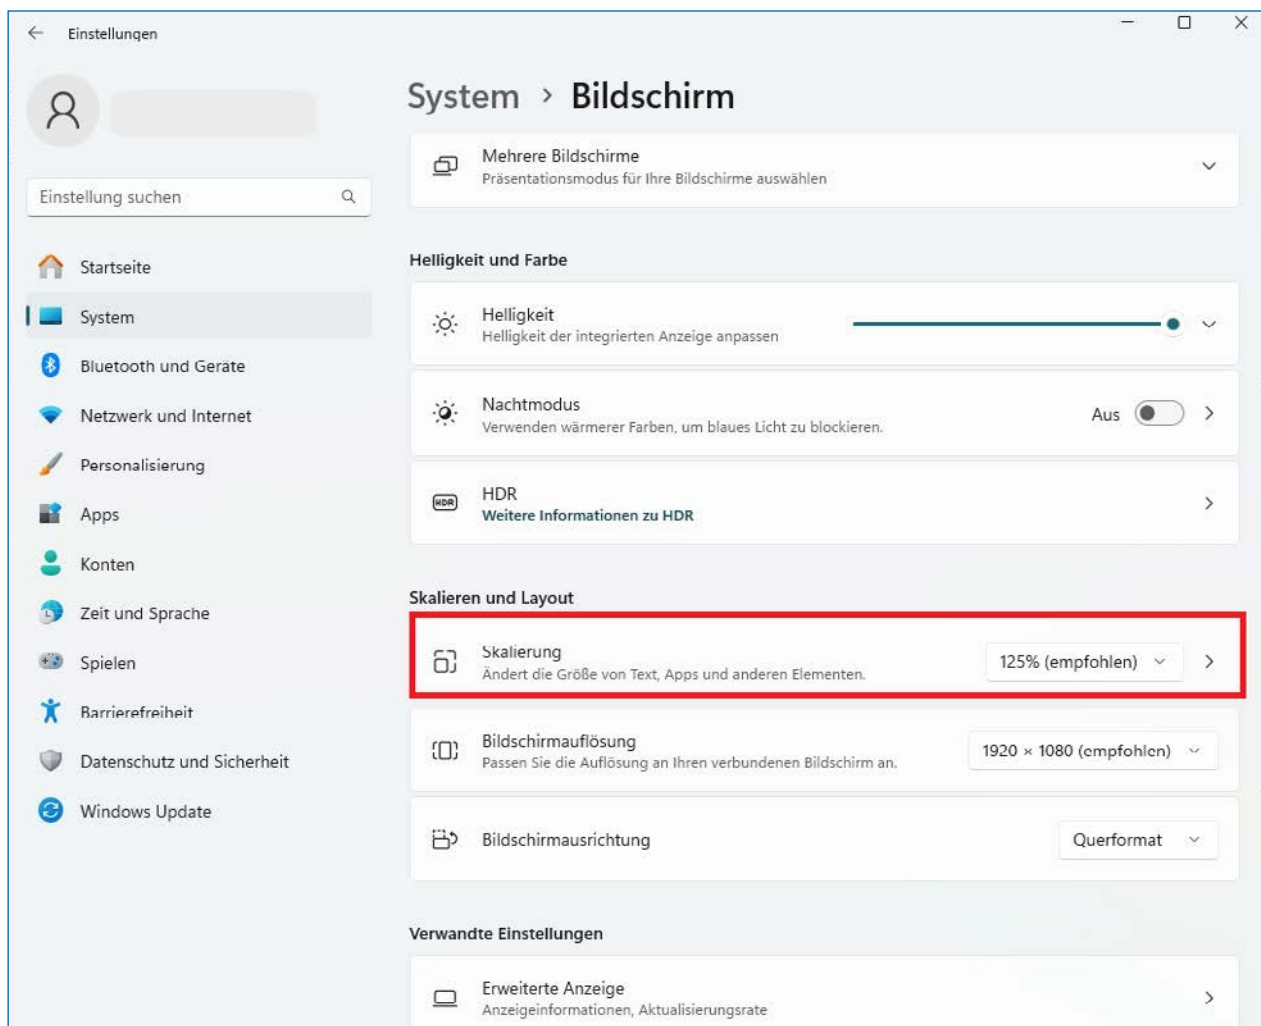 Einstellungen
System > Bildschirm
Einstellung suchen
Startseite
System
Bluetooth und Geräte
Netzwerk und Internet
Personalisierung
Apps
Konten
Zeit und Sprache
Spielen
Barrierefreiheit
Datenschutz und Sicherheit
Windows Update
Mehrere Bildschirme
Präsentationsmodus für Ihre Bildschirme auswählen
Helligkeit und Farbe
Helligkeit
Helligkeit der integrierten Anzeige anpassen
Nachtmodus
Verwenden wärmerer Farben, um blaues Licht zu blockieren.
Aus
HDR
HDR
Weitere Informationen zu HDR
Skalieren und Layout
Skalierung
Ändert die Größe von Text, Apps und anderen Elementen.
125% (empfohlen)
Bildschirmauflösung
Passen Sie die Auflösung an Ihren verbundenen Bildschirm an.
1920 × 1080 (empfohlen)
Bildschirmausrichtung
Querformat
Verwandte Einstellungen
Erweiterte Anzeige
Anzeigeinformationen, Aktualisierungsrate